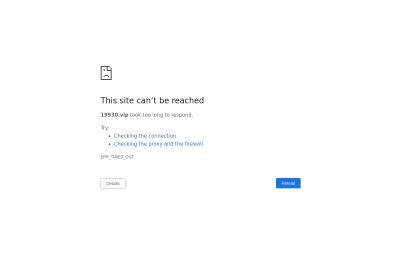 This site can't be reached
19930.vip took too long to respond.
Try:
Checking the connection
Checking the proxy and the firewall
ERR_TIMED_OUT
Details
Reload